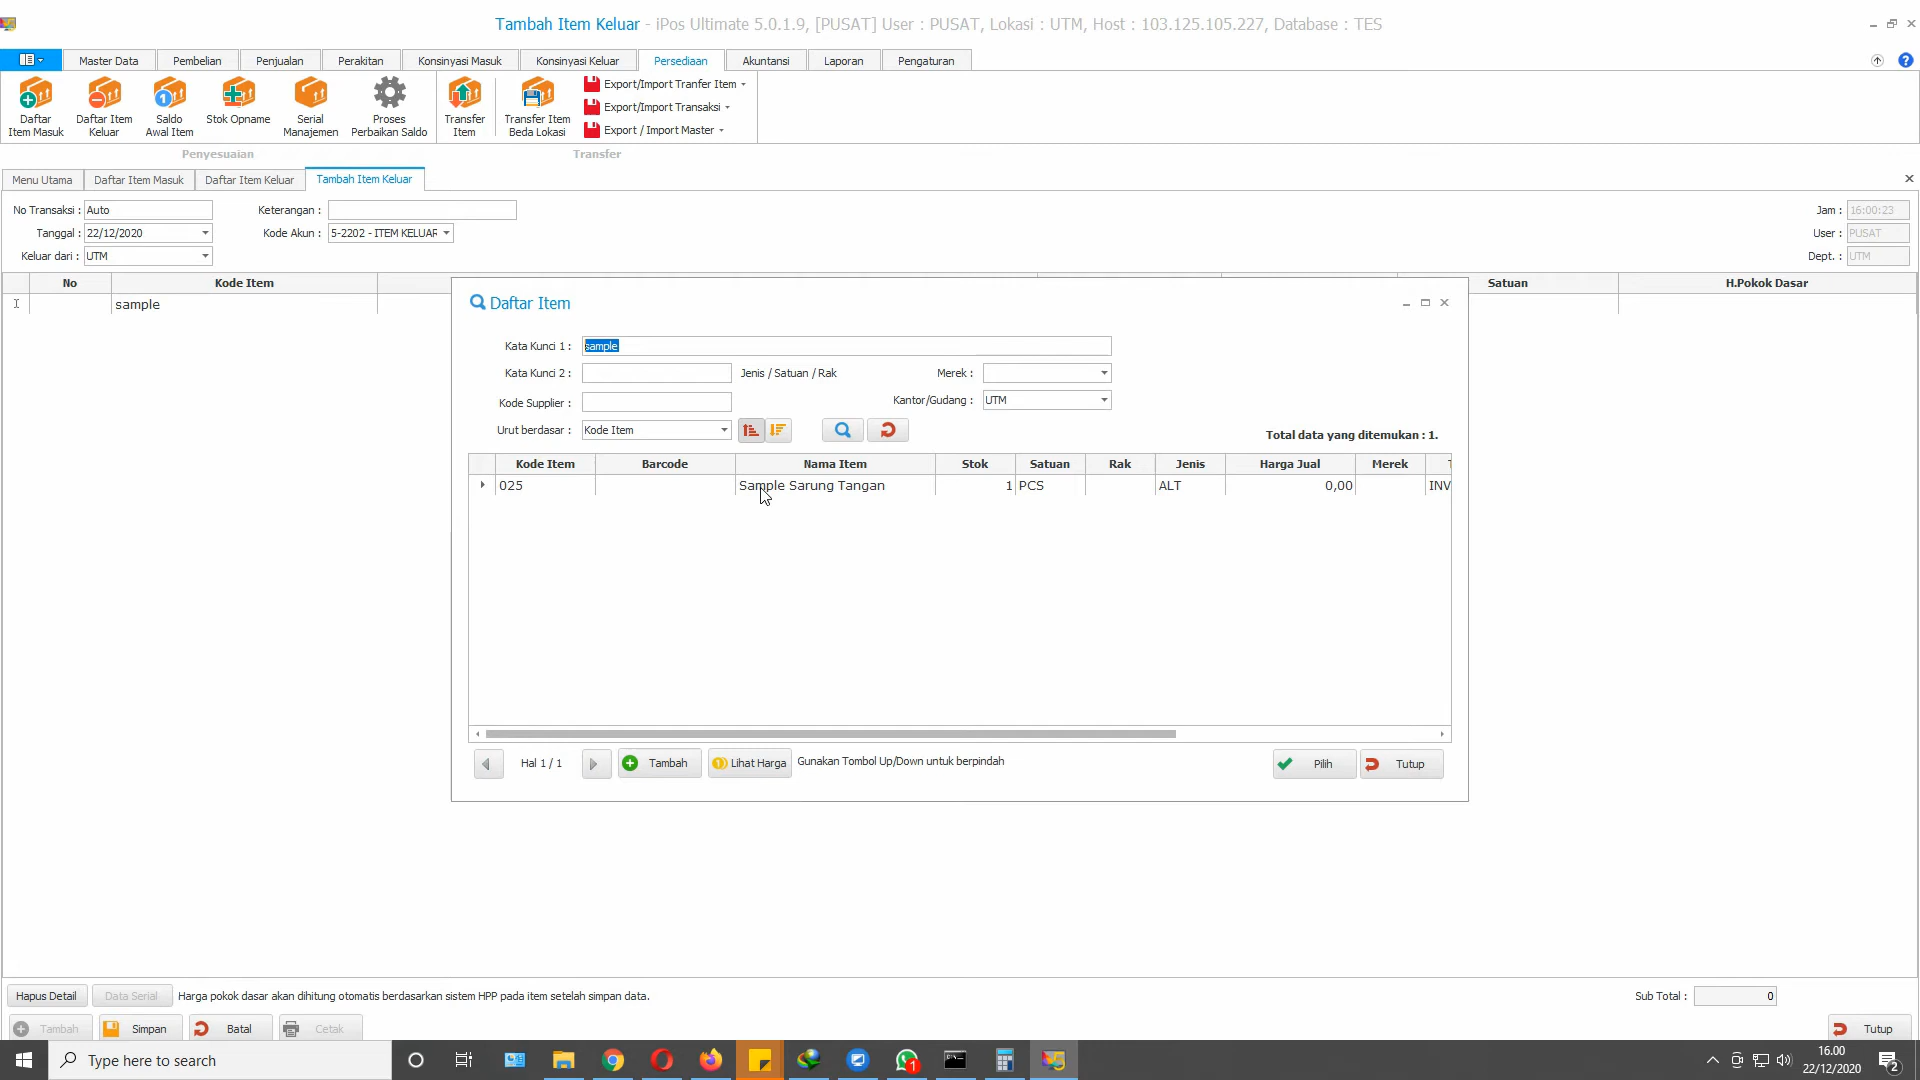 Tambah Item Keluar - iPos Ultimate 5.0.1.9, [PUSAT] User : PUSAT, Lokasi : UTM, Host : 103.125.105.227, Database : TES
Master Data Pembelian Penjualan Perakitan Konsinyasi Masuk Konsinyasi Keluar Persediaan Akuntansi Laporan Pengaturan
Daftar Item Masuk
Daftar Item Keluar
Saldo Awal Item
Stok Opname
Serial Manajemen
Proses Perbaikan Saldo
Transfer Item
Transfer Item Beda Lokasi
Export/Import Tranfer Item
Export/Import Transaksi
Export / Import Master
Penyesuaian Transfer
Menu Utama Daftar Item Masuk Daftar Item Keluar Tambah Item Keluar
No Transaksi : Auto Keterangan : Jam : 16:00:23
Tanggal : 22/12/2020 Kode Akun : 5-2202 - ITEM KELUAR User : PUSAT
Keluar dari : UTM Dept. : UTM
No Kode Item Satuan H.Pokok Dasar
sample
Daftar Item
Kata Kunci 1 : sample
Kata Kunci 2 : Jenis / Satuan / Rak Merek :
Kode Supplier : Kantor/Gudang : UTM
Urut berdasar : Kode Item Total data yang ditemukan : 1.
Kode Item Barcode Nama Item Stok Satuan Rak Jenis Harga Jual Merek
025 Sample Sarung Tangan 1 PCS ALT 0,00 INV
Hal 1 / 1 Tambah Lihat Harga Gunakan Tombol Up/Down untuk berpindah Pilih Tutup
Hapus Detail Data Serial Harga pokok dasar akan dihitung otomatis berdasarkan sistem HPP pada item setelah simpan data. Sub Total : 0
Tambah Simpan Batal Cetak Tutup
Type here to search
1
16.00
22/12/2020
2